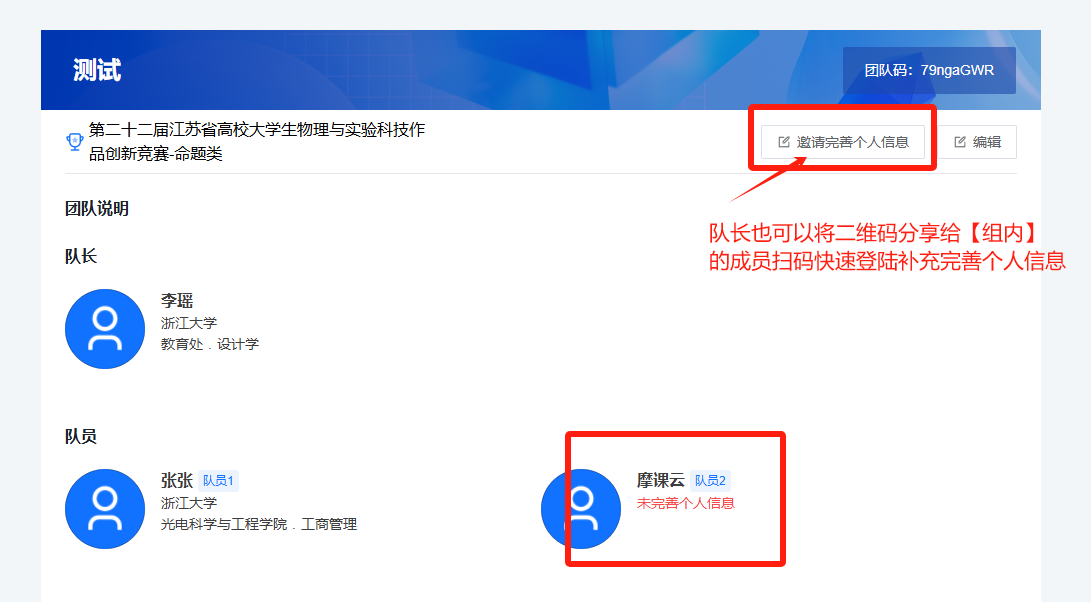 测试
团队码：79ngaGWR
第二十二届江苏省高校大学生物理与实验科技作
品创新竞赛-命题类
邀请完善个人信息
编辑
团队说明
队长也可以将二维码分享给【组内】
的成员扫码快速登陆补充完善个人信息
队长
李瑶
浙江大学
教育处．设计学
队员
张张 队员1
浙江大学
光电科学与工程学院．工商管理
摩课云 队员2
未完善个人信息